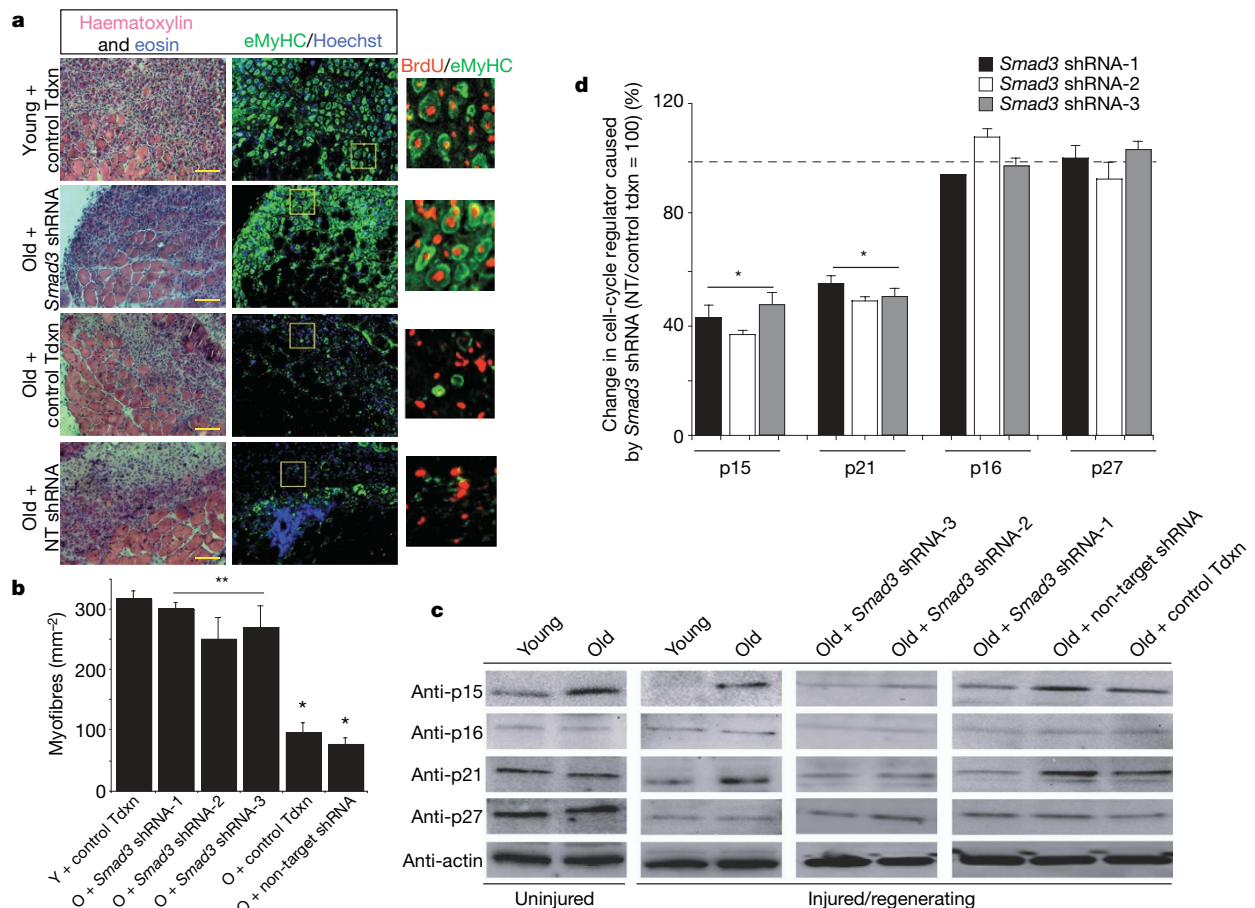 a
Haematoxylin
and eosin
eMyHC/Hoechst
BrdU/eMyHC
Young +
control Tdxn
Old +
Smad3 shRNA
Old +
control Tdxn
Old +
NT shRNA
b
Myofibres (mm⁻²)
300
200
100
0
**
*
*
Y + control Tdxn
O + Smad3 shRNA-1
O + Smad3 shRNA-2
O + Smad3 shRNA-3
O + control Tdxn
O + non-target shRNA
d
Smad3 shRNA-1
Smad3 shRNA-2
Smad3 shRNA-3
Change in cell-cycle regulator caused
by Smad3 shRNA (NT/control tdxn = 100) (%)
120
80
40
0
*
*
p15
p21
p16
p27
c
Young
Old
Young
Old
Old + Smad3 shRNA-3
Old + Smad3 shRNA-2
Old + Smad3 shRNA-1
Old + non-target shRNA
Old + control Tdxn
Anti-p15
Anti-p16
Anti-p21
Anti-p27
Anti-actin
Uninjured
Injured/regenerating